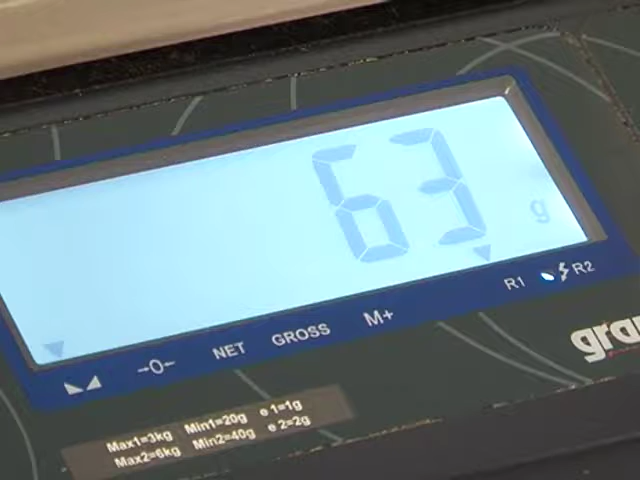 63 g
→0← NET GROSS M+ R1 R2
Max1=3kg Min1=20g e 1=1g
Max2=6kg Min2=40g e 2=2g
gra